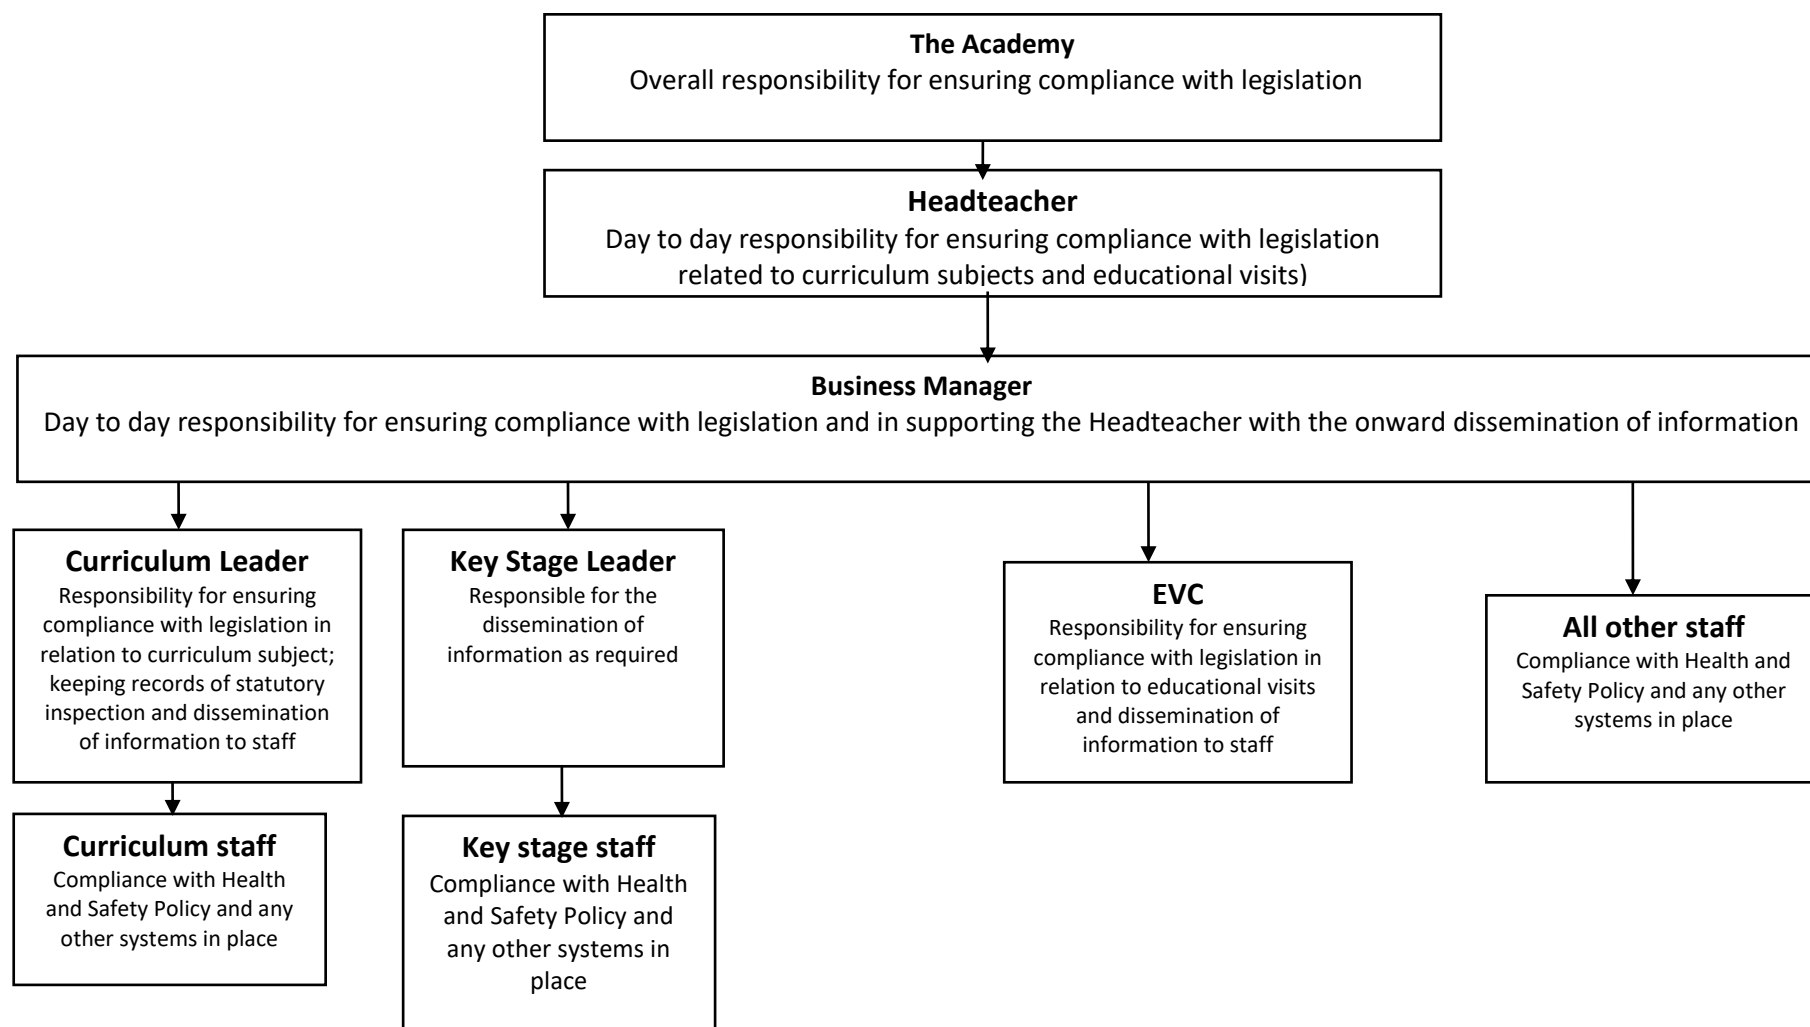 The Academy
Overall responsibility for ensuring compliance with legislation
Headteacher
Day to day responsibility for ensuring compliance with legislation
related to curriculum subjects and educational visits)
Business Manager
Day to day responsibility for ensuring compliance with legislation and in supporting the Headteacher with the onward dissemination of information
Curriculum Leader
Responsibility for ensuring
compliance with legislation in
relation to curriculum subject;
keeping records of statutory
inspection and dissemination
of information to staff
Key Stage Leader
Responsible for the
dissemination of
information as required
EVC
Responsibility for ensuring
compliance with legislation in
relation to educational visits
and dissemination of
information to staff
All other staff
Compliance with Health and
Safety Policy and any other
systems in place
Curriculum staff
Compliance with Health
and Safety Policy and any
other systems in place
Key stage staff
Compliance with Health
and Safety Policy and
any other systems in
place